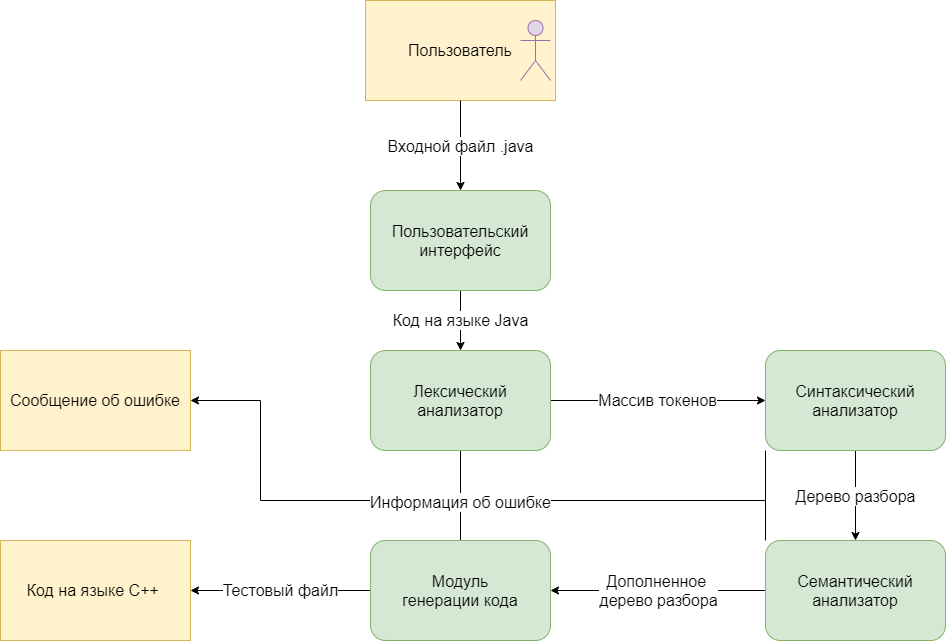 Пользователь
Входной файл .java
Пользовательский
интерфейс
Код на языке Java
Сообщение об ошибке
Лексический
анализатор
Массив токенов
Синтаксический
анализатор
Информация об ошибке
Дерево разбора
Код на языке C++
Тестовый файл
Модуль
генерации кода
Дополненное
дерево разбора
Семантический
анализатор